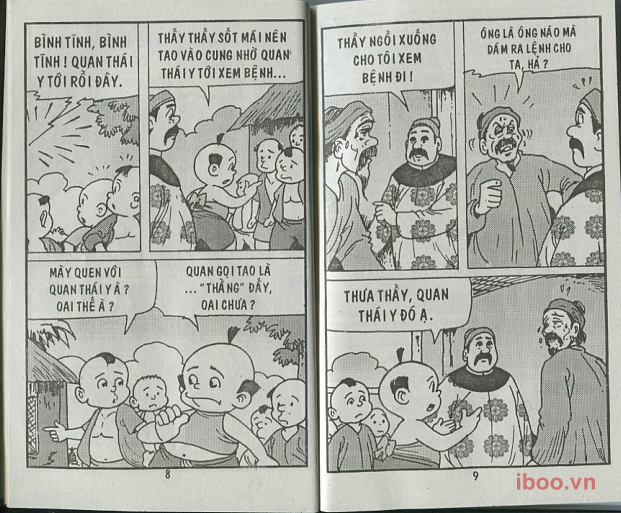 BÌNH TĨNH, BÌNH
TĨNH ! QUAN THÁI
Y TỚI RỒI ĐÂY.
THẤY THẦY SỐT MÃI NÊN
TAO VÀO CUNG NHỜ QUAN
THÁI Y TỚI XEM BỆNH...
MÀY QUEN VỚI
QUAN THÁI Y À ?
OAI THẾ À ?
QUAN GỌI TAO LÀ
... "THẰNG" ĐẤY,
OAI CHƯA ?
8
THẦY NGỒI XUỐNG
CHO TÔI XEM
BỆNH ĐI !
ÔNG LÀ ÔNG NÀO MÀ
DÁM RA LỆNH CHO
TA, HẢ ?
THƯA THẦY, QUAN
THÁI Y ĐÓ Ạ.
9
iboo.vn